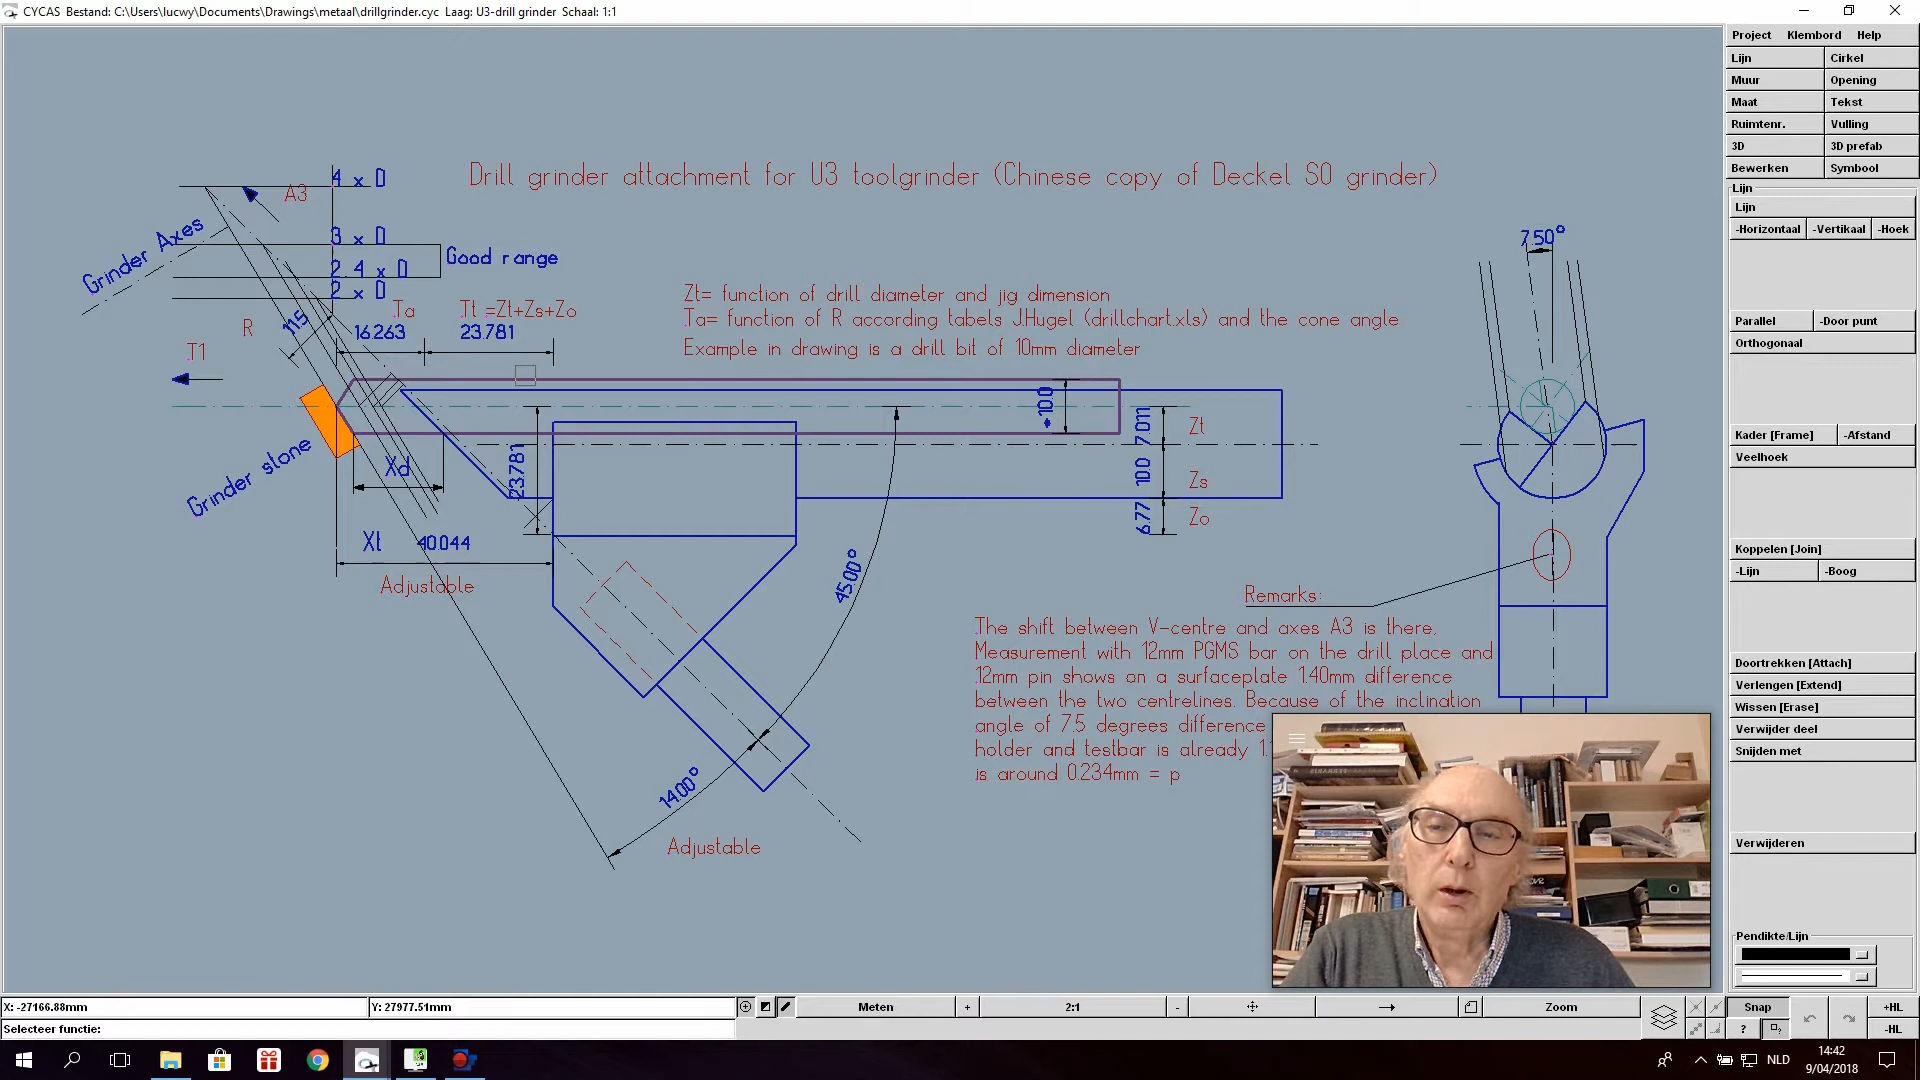 CYCAS Bestand: C:\Users\lucwy\Documents\Drawings\metaal\drillgrinder.cyc Laag: U3-drill grinder Schaal: 1:1
Project Klembord Help
Lijn Cirkel
Muur Opening
Maat Tekst
Ruimtenr. Vulling
3D 3D prefab
Bewerken Symbool
Lijn
Lijn
-Horizontaal -Vertikaal -Hoek
Parallel -Door punt
Orthogonaal
Kader [Frame] -Afstand
Veelhoek
Koppelen [Join]
-Lijn -Boog
Doortrekken [Attach]
Verlengen [Extend]
Wissen [Erase]
Verwijder deel
Snijden met
Verwijderen
Pendikte/Lijn
Drill grinder attachment for U3 toolgrinder (Chinese copy of Deckel S0 grinder)
4 x D
A3
Grinder Axes
3 x D
Good range
2.4 x D
2 x D
Ta
Tt =Zt+Zs+Zo
R
11.5
16.263
23.781
T1
Zt= function of drill diameter and jig dimension
Ta= function of R according tabels J.Hugel (drillchart.xls) and the cone angle
Example in drawing is a drill bit of 10mm diameter
7.50°
10.0
7.011
Zt
10.0
Zs
6.77
Zo
23.781
Xd
Grinder stone
Xt 40.044
Adjustable
45.00°
14.00°
Adjustable
Remarks:
The shift between V-centre and axes A3 is there.
Measurement with 12mm PGMS bar on the drill place and
12mm pin shows on a surfaceplate 1.40mm difference
between the two centrelines. Because of the inclination
angle of 7.5 degrees difference
holder and testbar is already 1.
is around 0.234mm = p
X: -27166.88mm
Y: 27977.51mm
Meten + 2:1 - Zoom
Snap
+HL
Selecteer functie:
?
-HL
NLD
14:42
9/04/2018